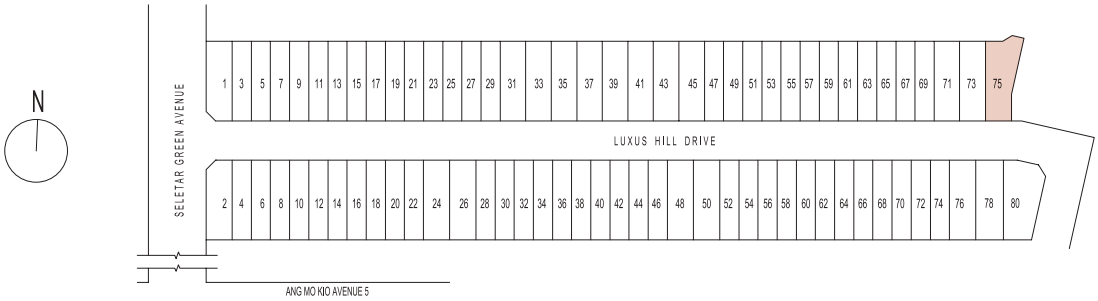 N
SELETAR GREEN AVENUE
1 3 5 7 9 11 13 15 17 19 21 23 25 27 29 31 33 35 37 39 41 43 45 47 49 51 53 55 57 59 61 63 65 67 69 71 73 75
LUXUS HILL DRIVE
2 4 6 8 10 12 14 16 18 20 22 24 26 28 30 32 34 36 38 40 42 44 46 48 50 52 54 56 58 60 62 64 66 68 70 72 74 76 78 80
ANG MO KIO AVENUE 5